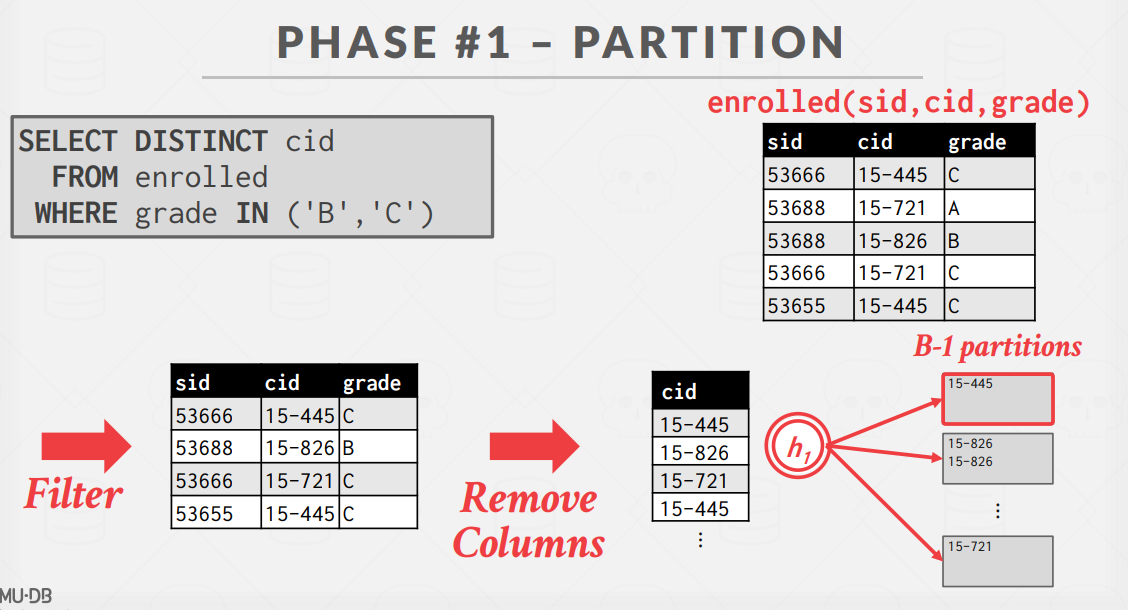 PHASE #1 – PARTITION
SELECT DISTINCT cid
FROM enrolled
WHERE grade IN ('B','C')
enrolled(sid,cid,grade)
sid cid grade
53666 15-445 C
53688 15-721 A
53688 15-826 B
53666 15-721 C
53655 15-445 C
Filter
sid cid grade
53666 15-445 C
53688 15-826 B
53666 15-721 C
53655 15-445 C
Remove
Columns
cid
15-445
15-826
15-721
15-445
⋮
h₁
B-1 partitions
15-445
15-826
15-826
⋮
15-721
MU·DB